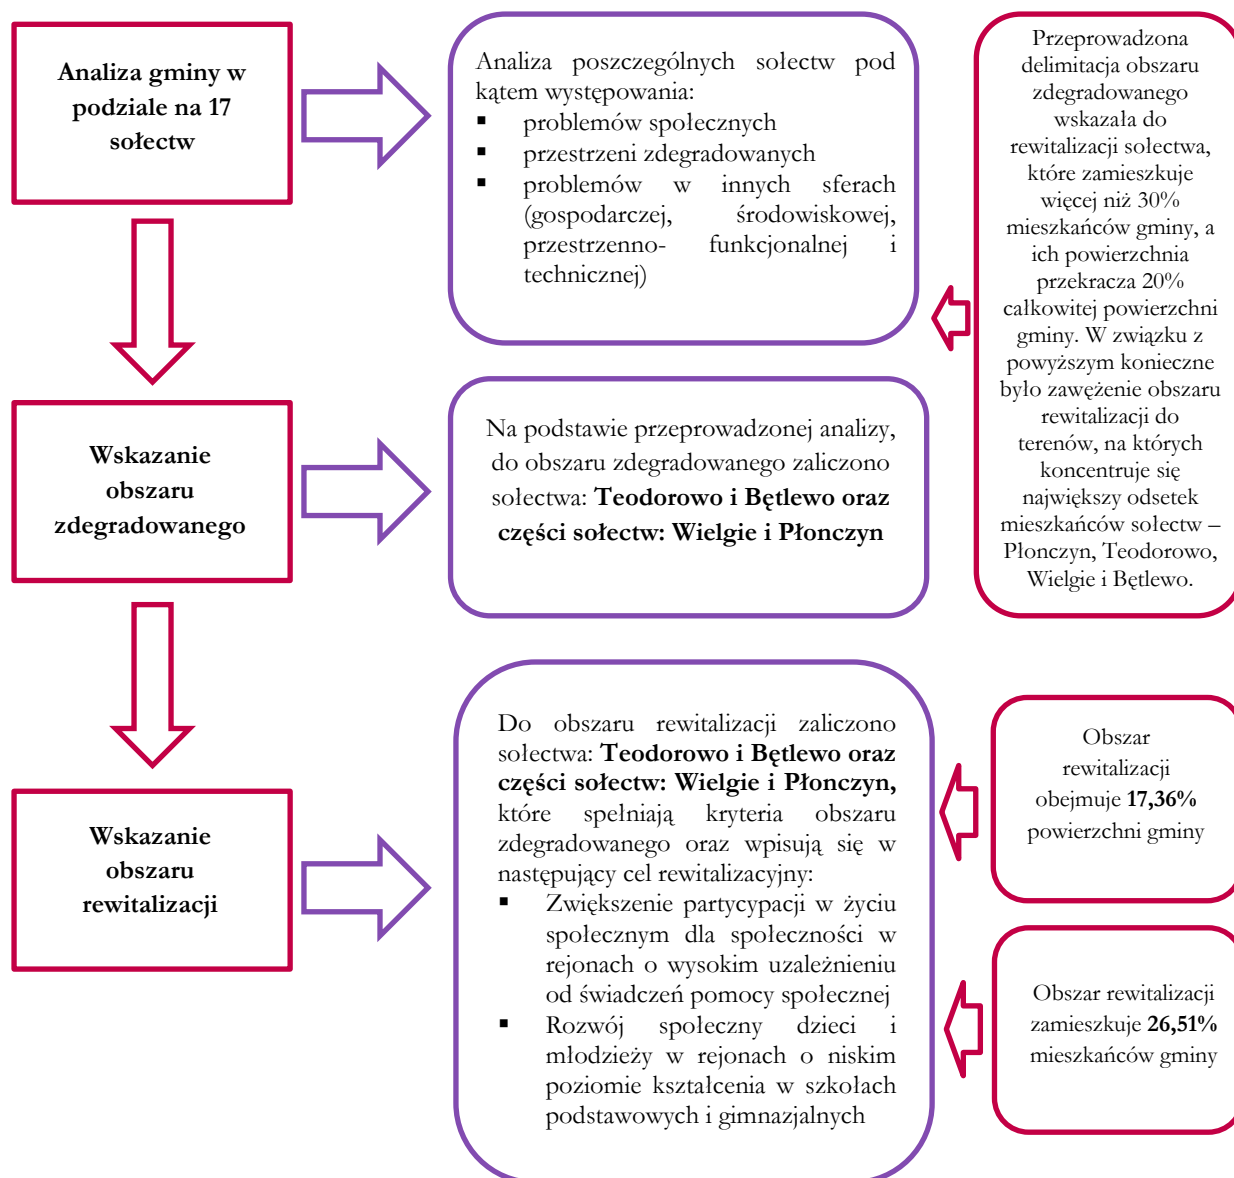 Analiza gminy w
podziale na 17
sołectw
Analiza poszczególnych sołectw pod
kątem występowania:
▪ problemów społecznych
▪ przestrzeni zdegradowanych
▪ problemów w innych sferach
(gospodarczej, środowiskowej,
przestrzenno- funkcjonalnej i
technicznej)
Przeprowadzona
delimitacja obszaru
zdegradowanego
wskazała do
rewitalizacji sołectwa,
które zamieszkuje
więcej niż 30%
mieszkańców gminy, a
ich powierzchnia
przekracza 20%
całkowitej powierzchni
gminy. W związku z
powyższym konieczne
było zawężenie obszaru
rewitalizacji do
terenów, na których
koncentruje się
największy odsetek
mieszkańców sołectw –
Płonczyn, Teodorowo,
Wielgie i Bętlewo.
Wskazanie
obszaru
zdegradowanego
Na podstawie przeprowadzonej analizy,
do obszaru zdegradowanego zaliczono
sołectwa: Teodorowo i Bętlewo oraz
części sołectw: Wielgie i Płonczyn
Wskazanie
obszaru
rewitalizacji
Do obszaru rewitalizacji zaliczono
sołectwa: Teodorowo i Bętlewo oraz
części sołectw: Wielgie i Płonczyn,
które spełniają kryteria obszaru
zdegradowanego oraz wpisują się w
następujący cel rewitalizacyjny:
▪ Zwiększenie partycypacji w życiu
społecznym dla społeczności w
rejonach o wysokim uzależnieniu
od świadczeń pomocy społecznej
▪ Rozwój społeczny dzieci i
młodzieży w rejonach o niskim
poziomie kształcenia w szkołach
podstawowych i gimnazjalnych
Obszar
rewitalizacji
obejmuje 17,36%
powierzchni gminy
Obszar rewitalizacji
zamieszkuje 26,51%
mieszkańców gminy